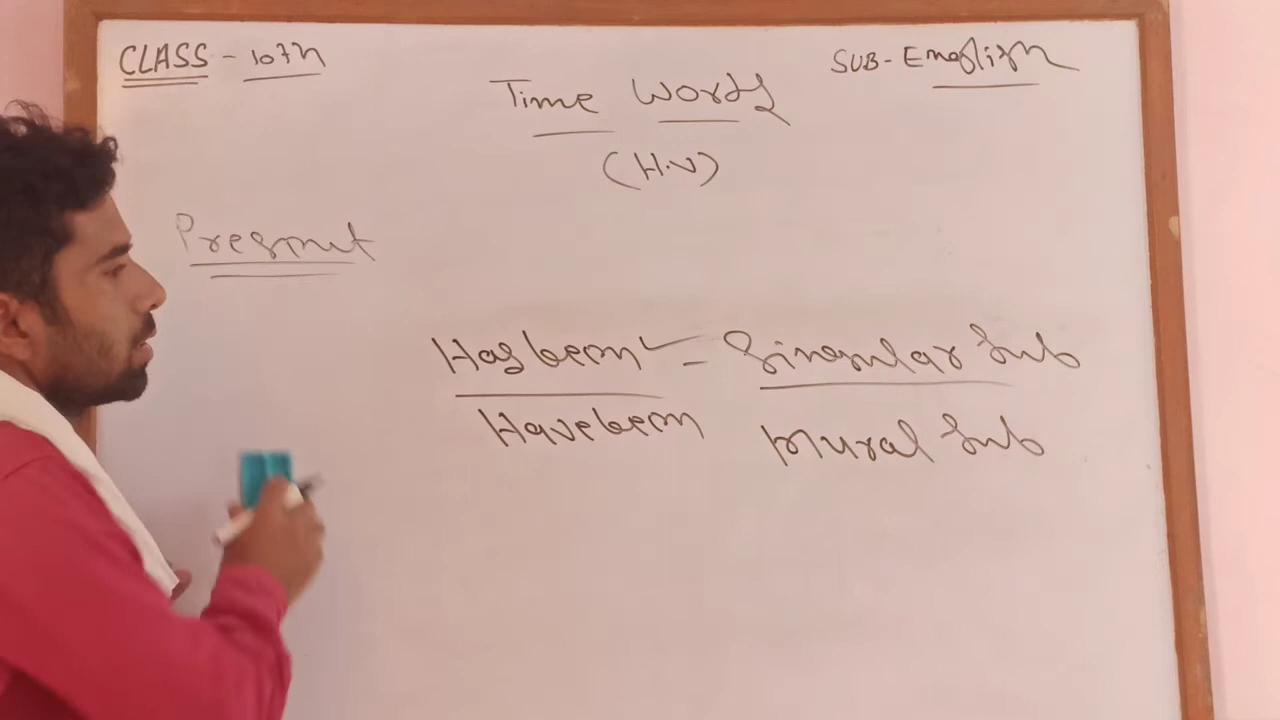 CLASS - 10th
SUB- English
Time Words
(H.V)
Present
Has been - Singular Sub
Have been Plural Sub